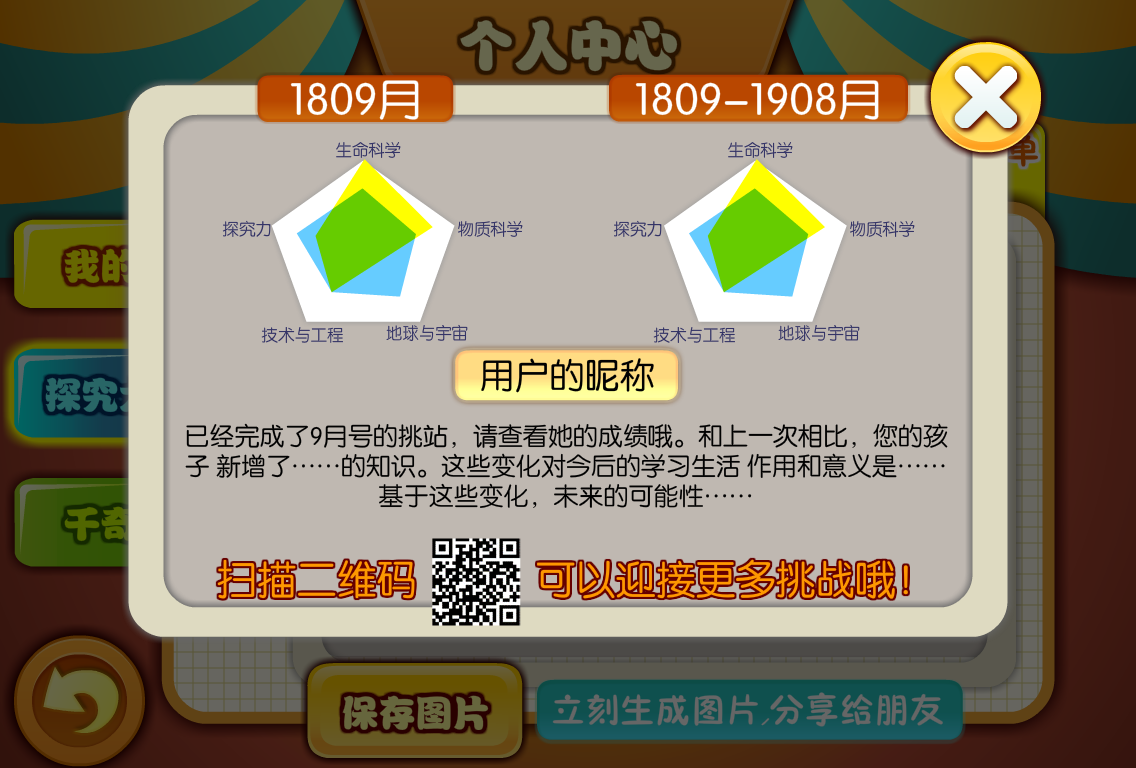 个人中心
1809月
1809-1908月
单
生命科学
探究力
物质科学
技术与工程
地球与宇宙
生命科学
探究力
物质科学
技术与工程
地球与宇宙
我的
探究
千奇
用户的昵称
已经完成了9月号的挑站，请查看她的成绩哦。和上一次相比，您的孩
子 新增了……的知识。这些变化对今后的学习生活 作用和意义是……
基于这些变化，未来的可能性……
扫描二维码
可以迎接更多挑战哦!
保存图片
立刻生成图片,分享给朋友